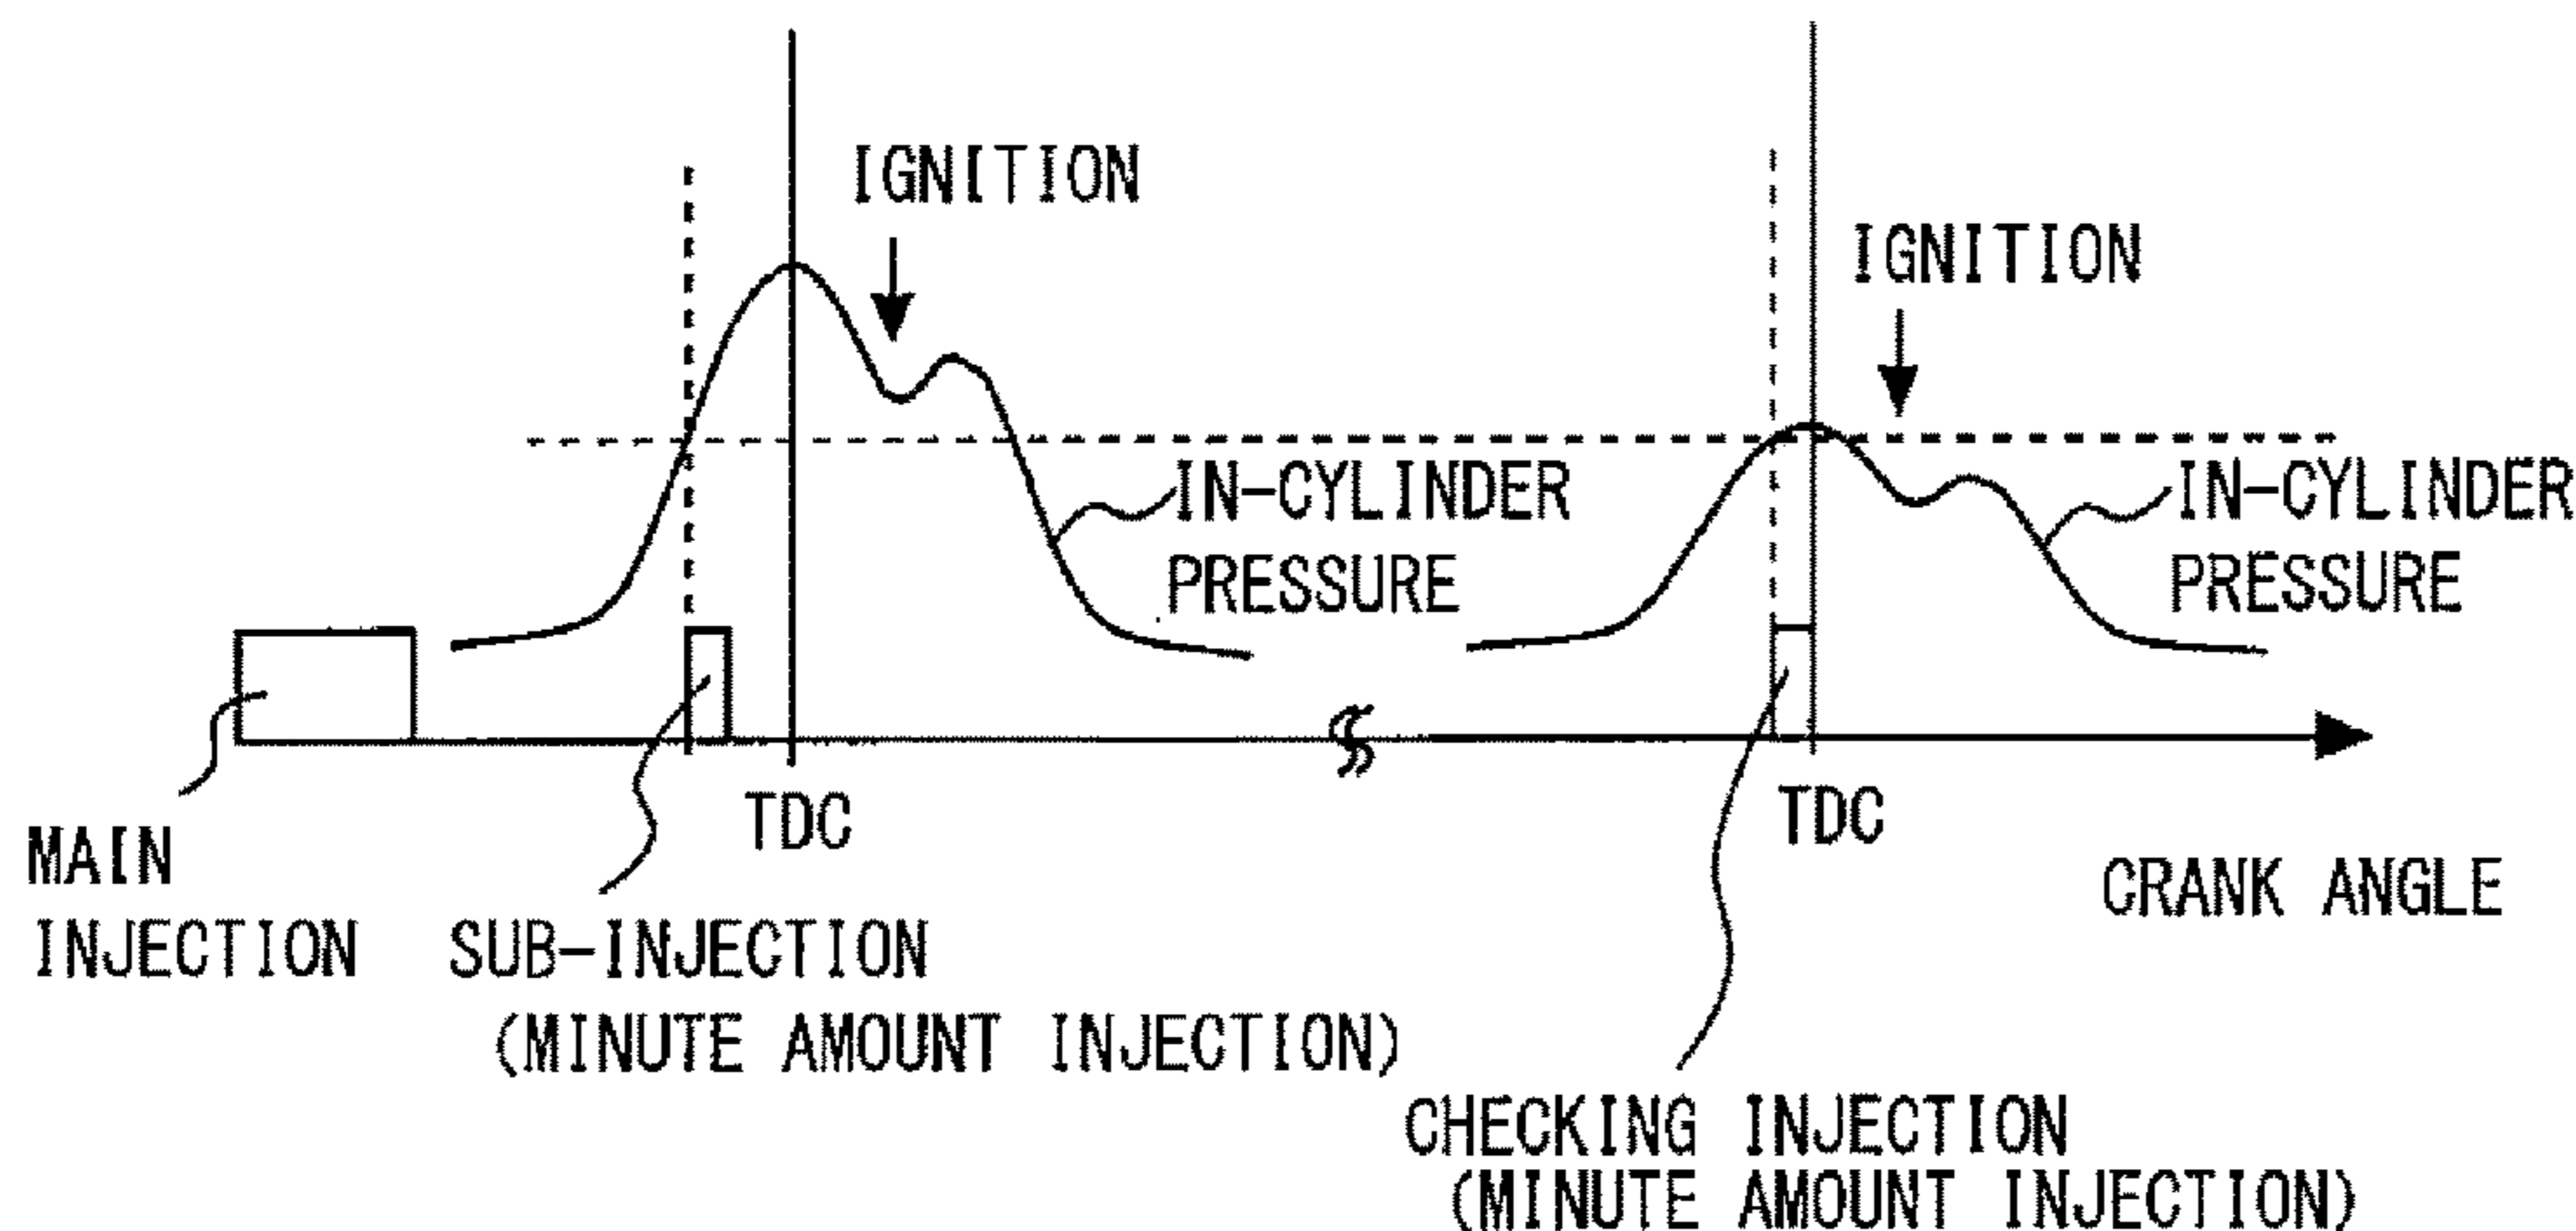 IGNITION
IGNITION
IN-CYLINDER
PRESSURE
IN-CYLINDER
PRESSURE
TDC
TDC
MAIN
INJECTION
CRANK ANGLE
SUB-INJECTION
(MINUTE AMOUNT INJECTION)
CHECKING INJECTION
(MINUTE AMOUNT INJECTION)